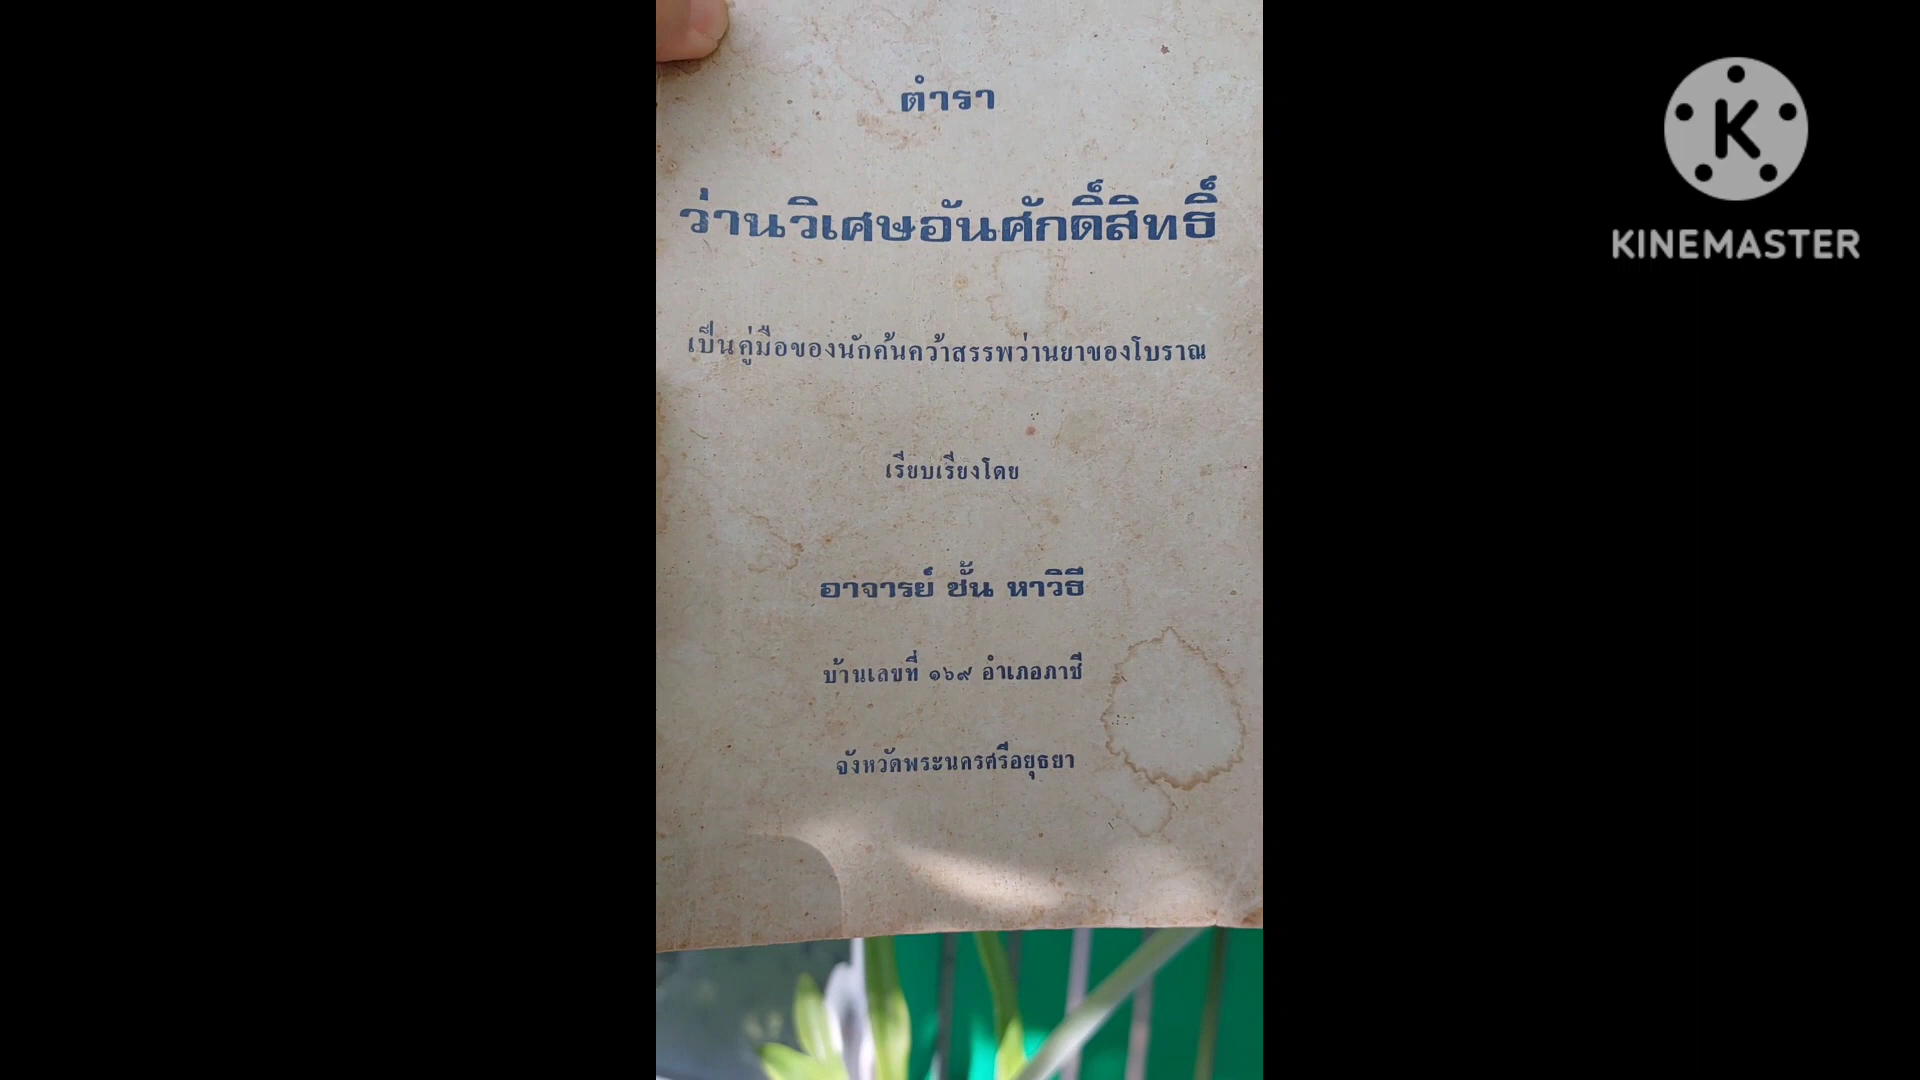 ตำรา
ว่านวิเศษอันศักดิ์สิทธิ์
เป็นคู่มือของนักค้นคว้าสรรพว่านยาของโบราณ
เรียบเรียงโดย
อาจารย์ ชั้น หาวิธี
บ้านเลขที่ ๑๖๙ อำเภอภาชี
จังหวัดพระนครศรีอยุธยา
K
KINEMASTER